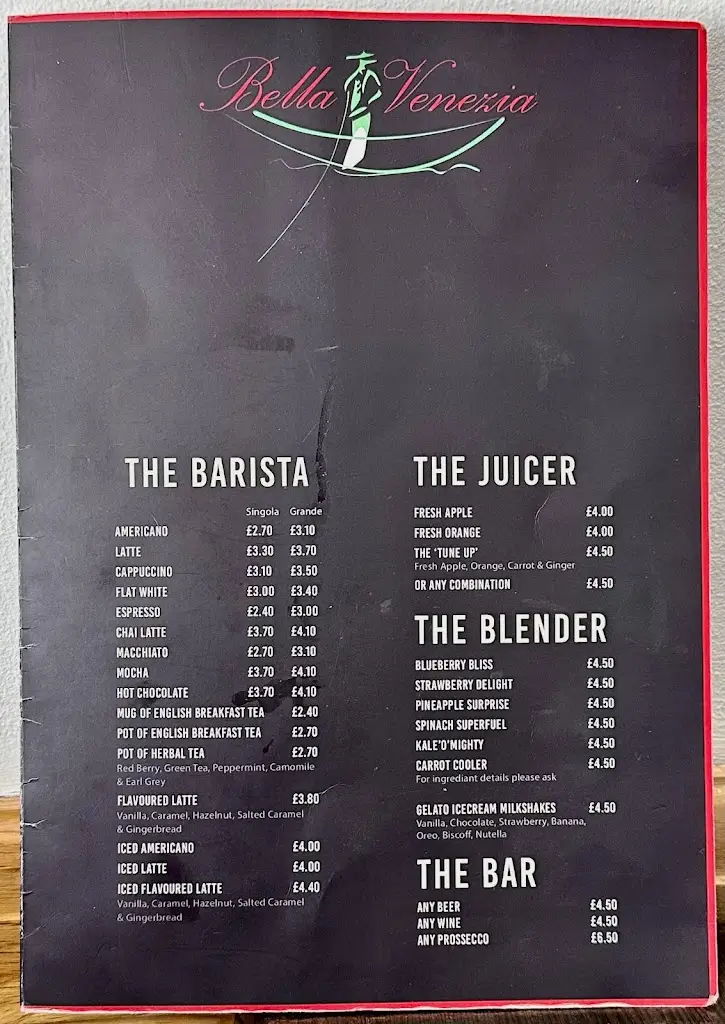 Bella Venezia
THE BARISTA
Singola Grande
AMERICANO £2.70 £3.10
LATTE £3.30 £3.70
CAPPUCCINO £3.10 £3.50
FLAT WHITE £3.00 £3.40
ESPRESSO £2.40 £3.00
CHAI LATTE £3.70 £4.10
MACCHIATO £2.70 £3.10
MOCHA £3.70 £4.10
HOT CHOCOLATE £3.70 £4.10
MUG OF ENGLISH BREAKFAST TEA £2.40
POT OF ENGLISH BREAKFAST TEA £2.70
POT OF HERBAL TEA £2.70
Red Berry, Green Tea, Peppermint, Camomile
& Earl Grey
FLAVOURED LATTE £3.80
Vanilla, Caramel, Hazelnut, Salted Caramel
& Gingerbread
ICED AMERICANO £4.00
ICED LATTE £4.00
ICED FLAVOURED LATTE £4.40
Vanilla, Caramel, Hazelnut, Salted Caramel
& Gingerbread
THE JUICER
FRESH APPLE £4.00
FRESH ORANGE £4.00
THE 'TUNE UP' £4.50
Fresh Apple, Orange, Carrot & Ginger
OR ANY COMBINATION £4.50
THE BLENDER
BLUEBERRY BLISS £4.50
STRAWBERRY DELIGHT £4.50
PINEAPPLE SURPRISE £4.50
SPINACH SUPERFUEL £4.50
KALE'O'MIGHTY £4.50
CARROT COOLER £4.50
For ingrediant details please ask
GELATO ICECREAM MILKSHAKES £4.50
Vanilla, Chocolate, Strawberry, Banana,
Oreo, Biscoff, Nutella
THE BAR
ANY BEER £4.50
ANY WINE £4.50
ANY PROSSECO £6.50